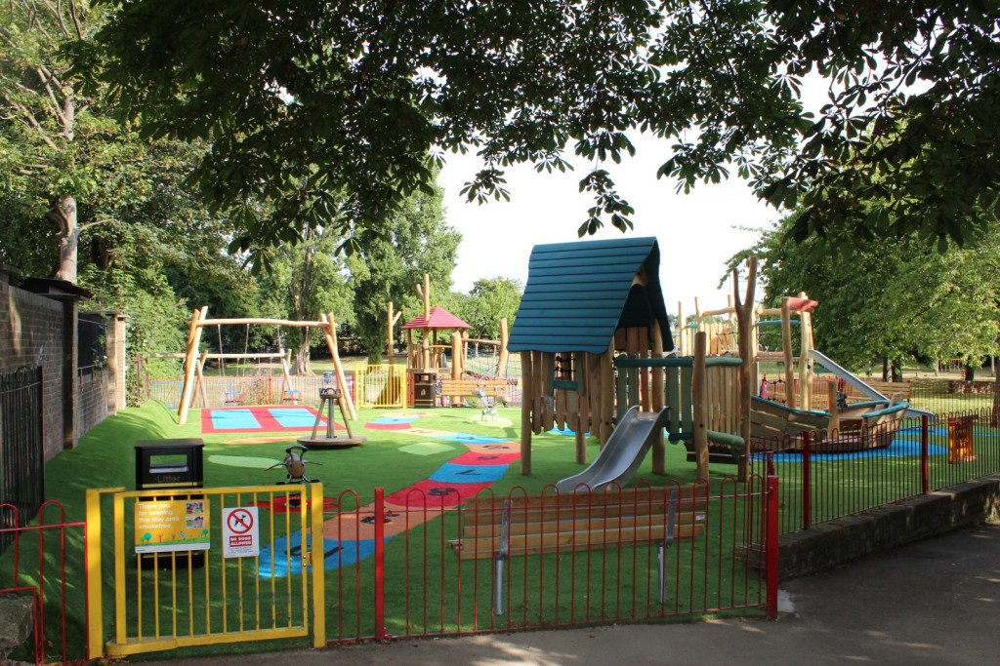 Litter
Thank you
for keeping
this play area
smokefree.
NO DOGS
ALLOWED